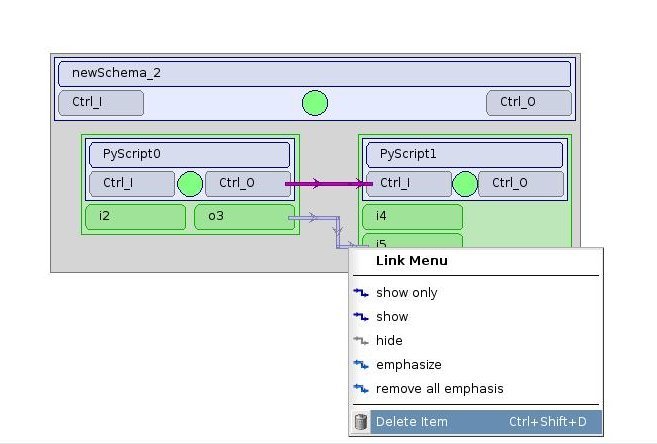 newSchema_2
Ctrl_I
Ctrl_O
PyScript0
Ctrl_I
Ctrl_O
i2
o3
PyScript1
Ctrl_I
Ctrl_O
i4
i5
Link Menu
show only
show
hide
emphasize
remove all emphasis
Delete Item Ctrl+Shift+D